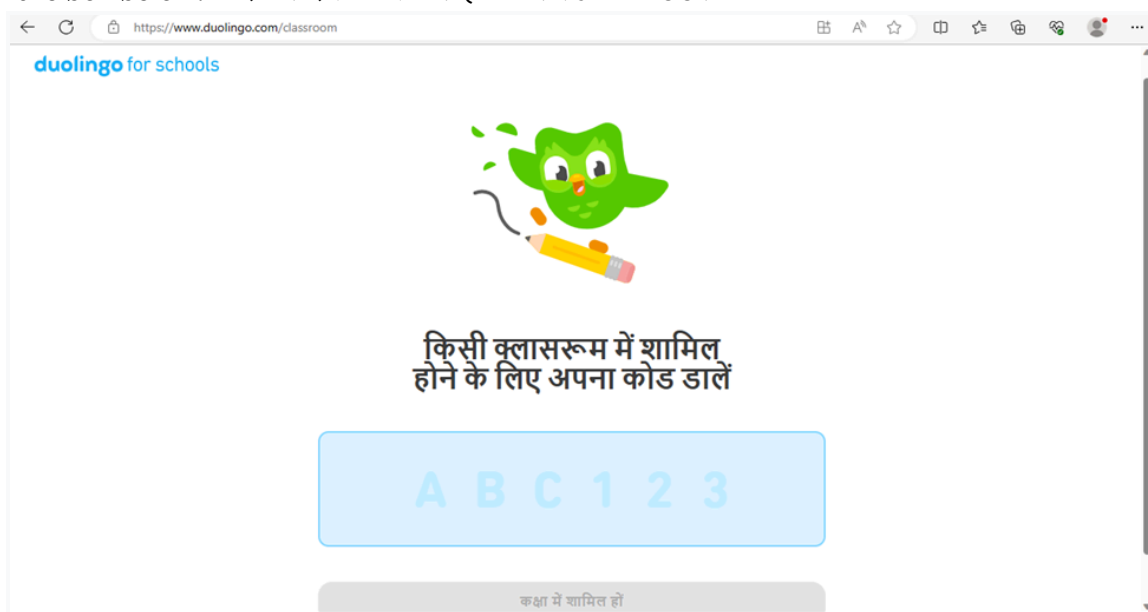 https://www.duolingo.com/classroom
duolingo for schools
किसी क्लासरूम में शामिल
होने के लिए अपना कोड डालें
A B C 1 2 3
कक्षा में शामिल हों